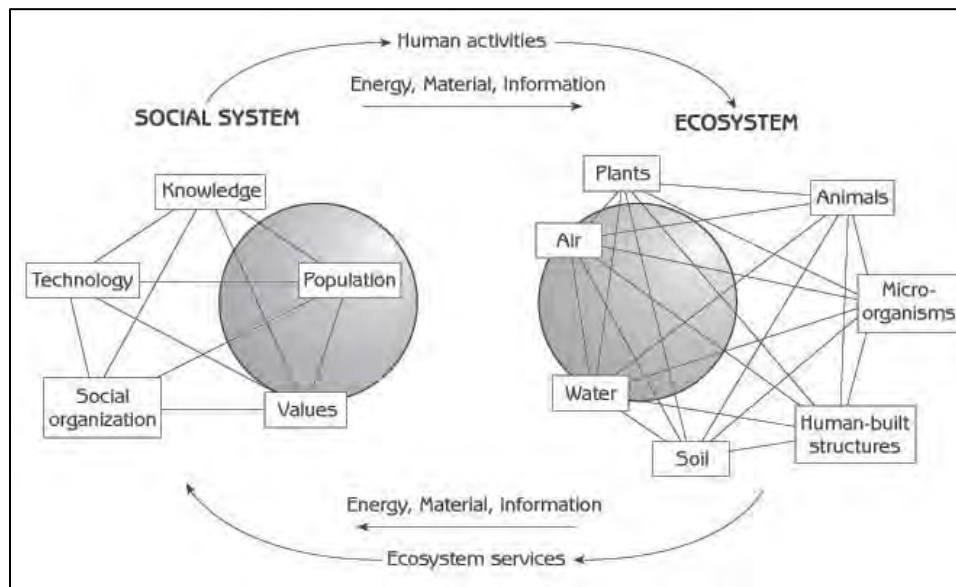 Human activities
Energy, Material, Information
SOCIAL SYSTEM
ECOSYSTEM
Knowledge
Technology
Population
Social
organization
Values
Plants
Animals
Air
Micro-
organisms
Water
Human-built
structures
Soil
Energy, Material, Information
Ecosystem services